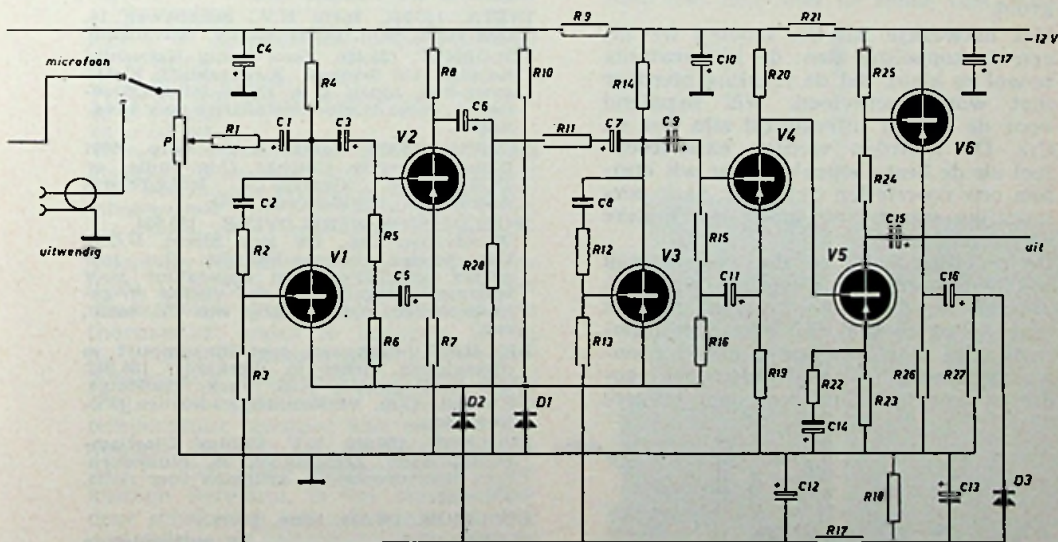 R9
R21
-12V
microfoon
C4
R4
R8
R10
R14
C10
R20
R25
C17
P
R1
C1
C3
V2
C6
R11
C7
C9
V4
V6
C2
R2
V1
R5
C5
R28
C8
R12
V3
R15
C11
R24
C15
V5
uit
C16
uitwendig
R3
R6
R7
R13
R16
R19
R22
C14
R23
R26
R27
D2
D1
C12
R18
C13
D3
R17